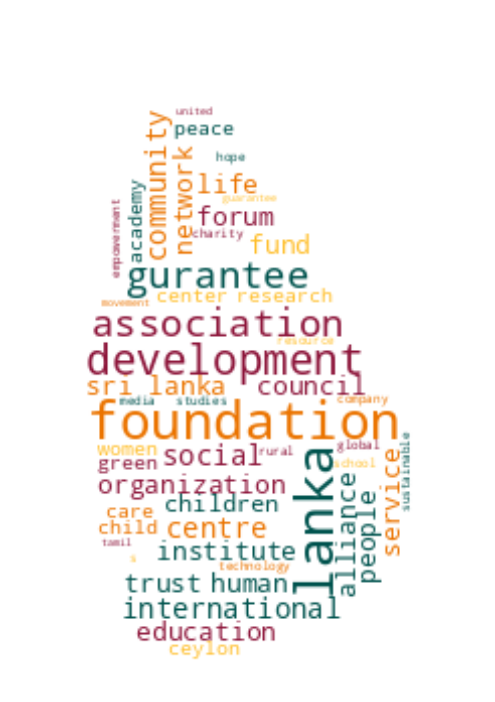 united
peace
community
hope
network
life
academy
guarantee
empowerment
forum
charity
fund
gurantee
center research
movement
association
resource
development
sri lanka
council
media
studies
company
foundation
women
social
rural
global
green
school
sustainable
lanka
service
organization
alliance
people
children
care
child
centre
tamil
institute
s
technology
trust
human
international
education
ceylon